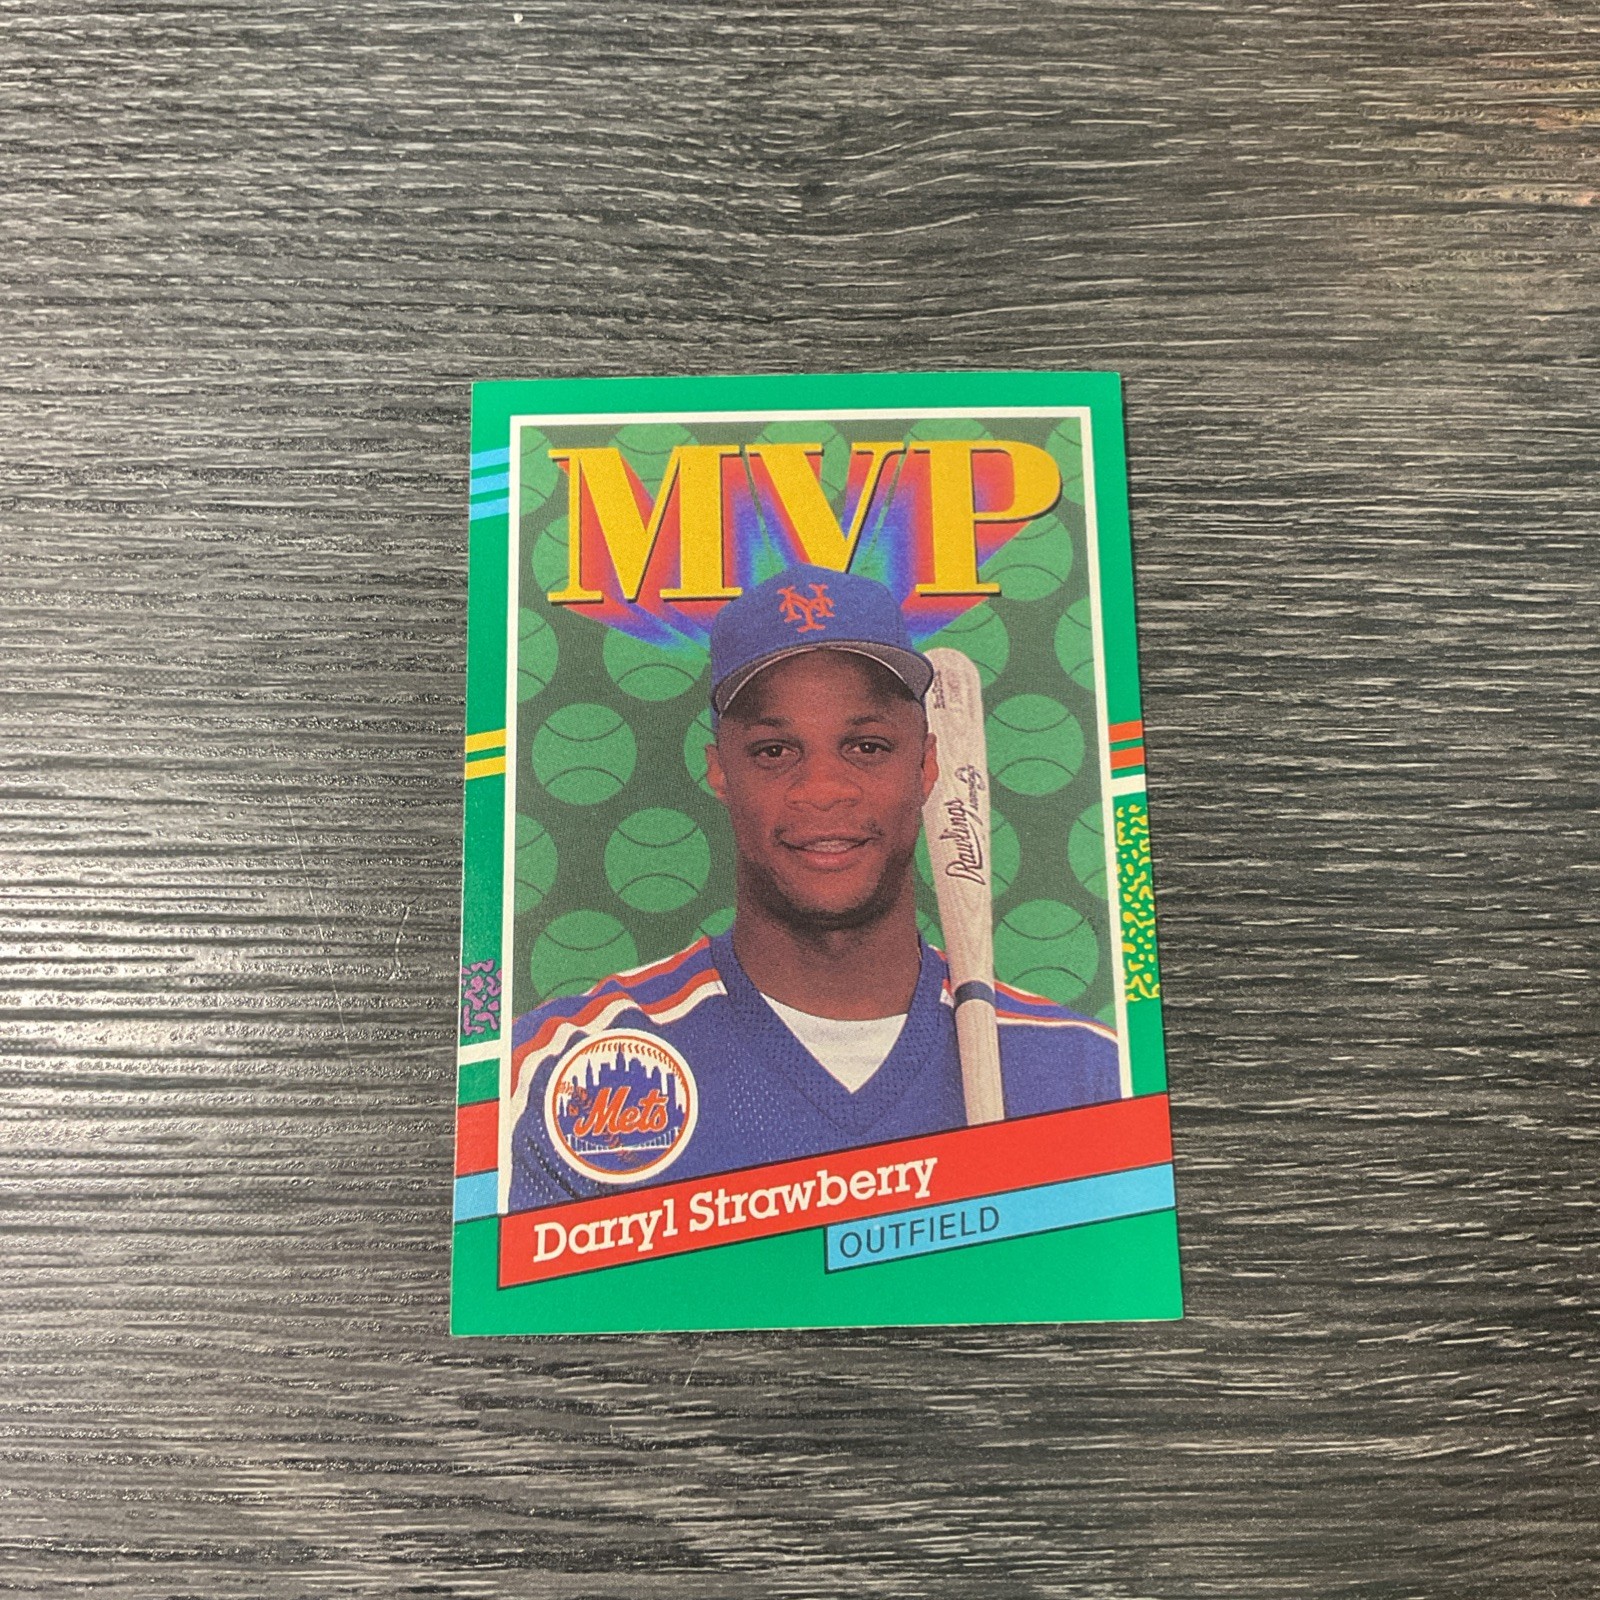 MVP
NY
Rawlings
Mets
Darryl Strawberry
OUTFIELD